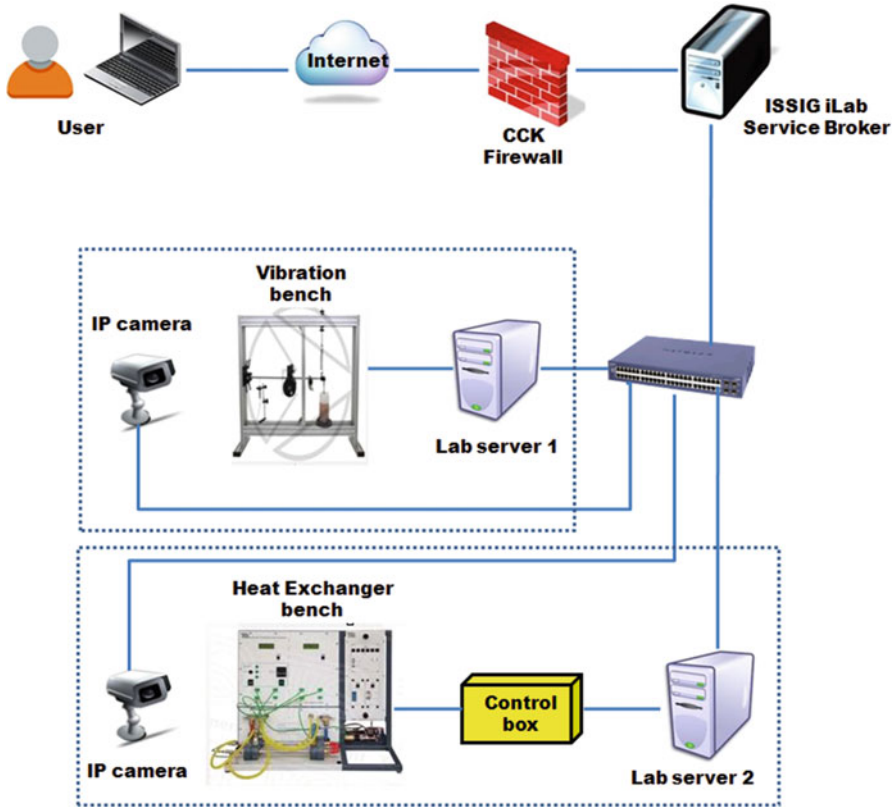 Internet
User
CCK
Firewall
ISSIG iLab
Service Broker
Vibration
bench
IP camera
NETGEAR
Lab server 1
Heat Exchanger
bench
Control
box
IP camera
Lab server 2